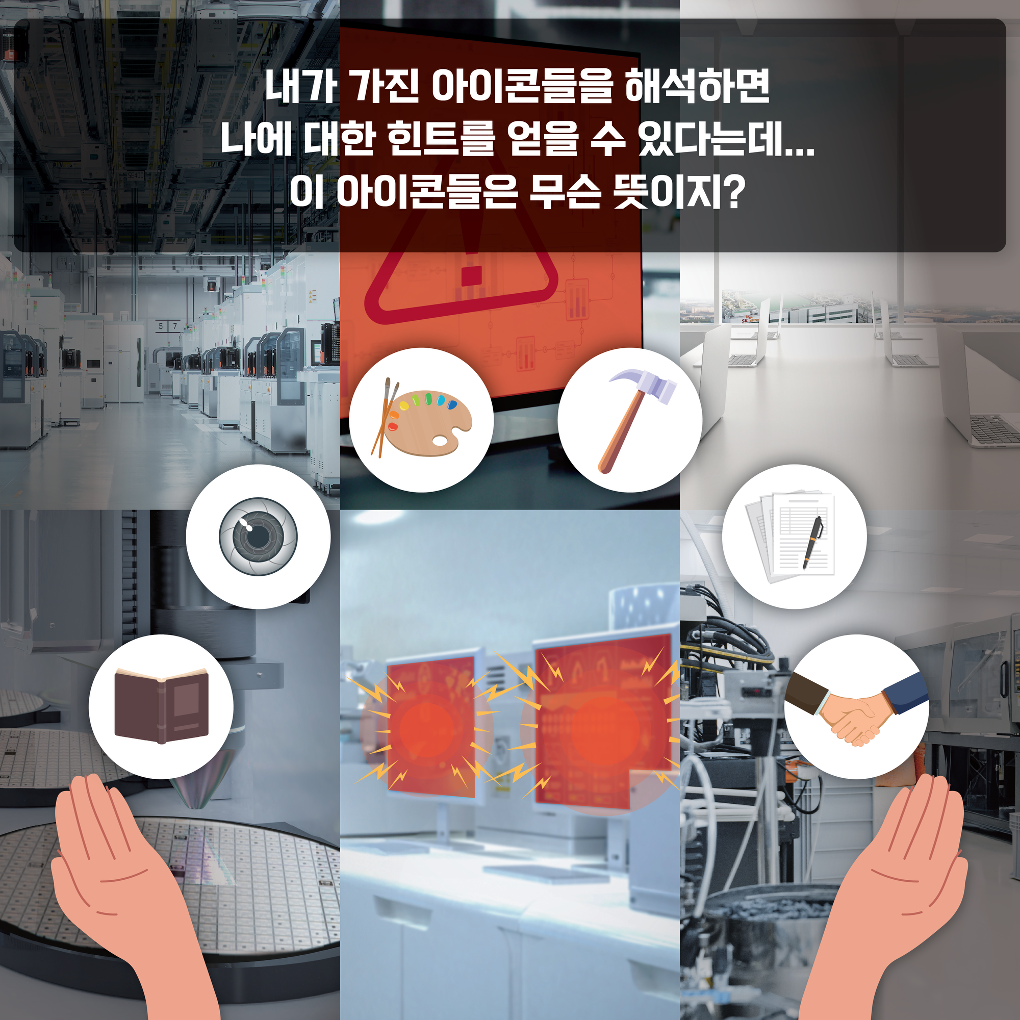 내가 가진 아이콘들을 해석하면
나에 대한 힌트를 얻을 수 있다는데...
이 아이콘들은 무슨 뜻이지?